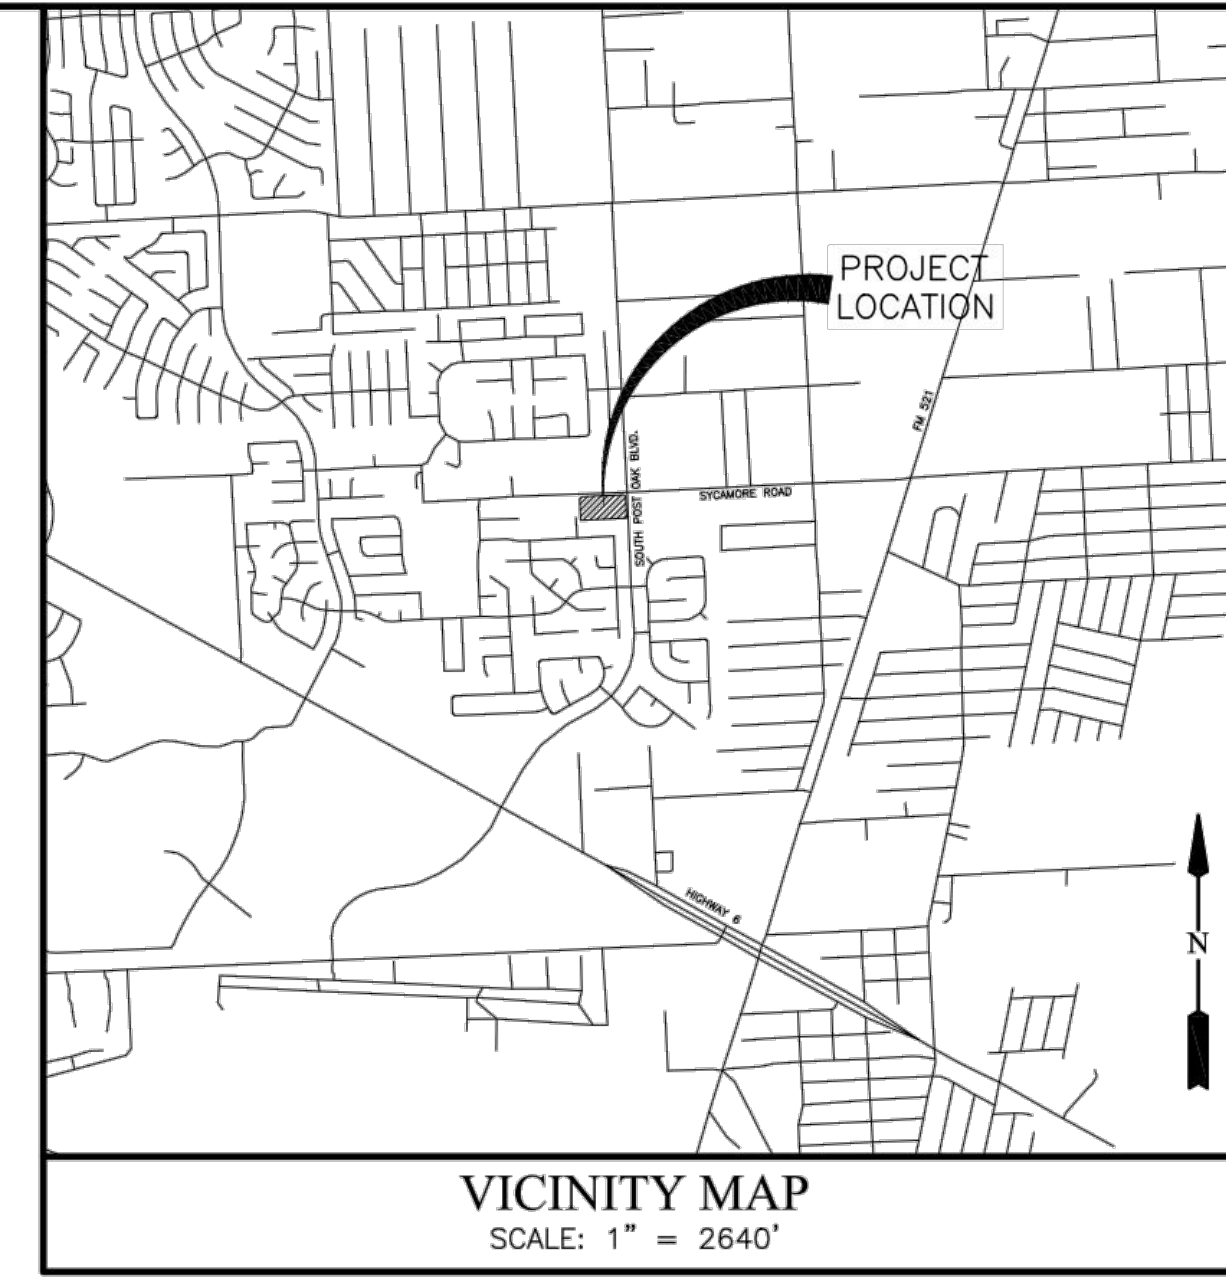 PROJECT
LOCATION
FM 521
SOUTH POST OAK BLVD.
SYCAMORE ROAD
HIGHWAY 6
N
VICINITY MAP
SCALE: 1" = 2640'